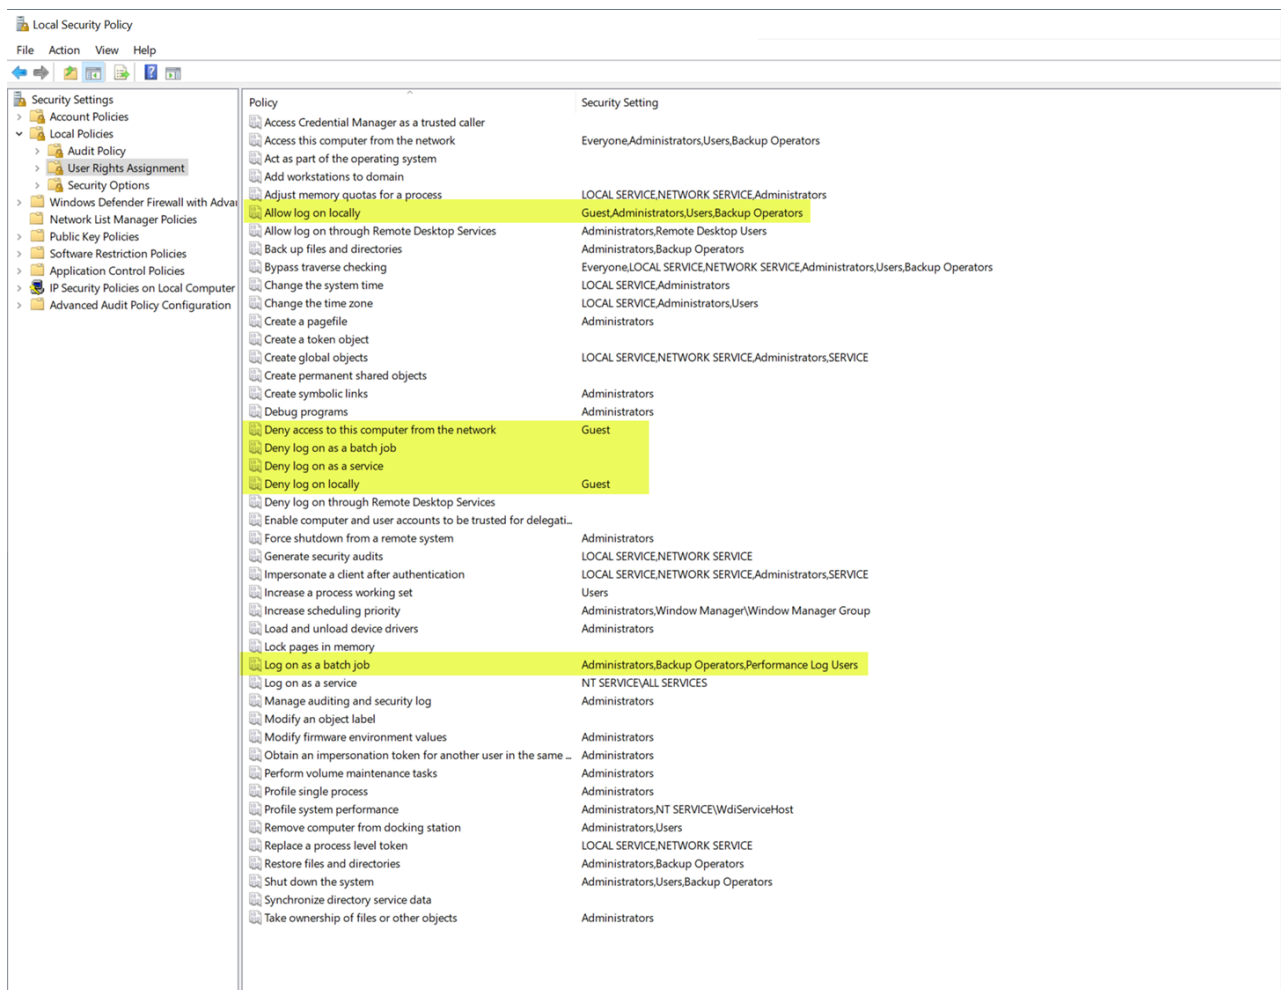 Local Security Policy
File Action View Help
Security Settings
Account Policies
Local Policies
Audit Policy
User Rights Assignment
Security Options
Windows Defender Firewall with Adva
Network List Manager Policies
Public Key Policies
Software Restriction Policies
Application Control Policies
IP Security Policies on Local Computer
Advanced Audit Policy Configuration
Policy Security Setting
Access Credential Manager as a trusted caller
Access this computer from the network Everyone,Administrators,Users,Backup Operators
Act as part of the operating system
Add workstations to domain
Adjust memory quotas for a process LOCAL SERVICE,NETWORK SERVICE,Administrators
Allow log on locally Guest,Administrators,Users,Backup Operators
Allow log on through Remote Desktop Services Administrators,Remote Desktop Users
Back up files and directories Administrators,Backup Operators
Bypass traverse checking Everyone,LOCAL SERVICE,NETWORK SERVICE,Administrators,Users,Backup Operators
Change the system time LOCAL SERVICE,Administrators
Change the time zone LOCAL SERVICE,Administrators,Users
Create a pagefile Administrators
Create a token object
Create global objects LOCAL SERVICE,NETWORK SERVICE,Administrators,SERVICE
Create permanent shared objects
Create symbolic links Administrators
Debug programs Administrators
Deny access to this computer from the network Guest
Deny log on as a batch job
Deny log on as a service
Deny log on locally Guest
Deny log on through Remote Desktop Services
Enable computer and user accounts to be trusted for delegati...
Force shutdown from a remote system Administrators
Generate security audits LOCAL SERVICE,NETWORK SERVICE
Impersonate a client after authentication LOCAL SERVICE,NETWORK SERVICE,Administrators,SERVICE
Increase a process working set Users
Increase scheduling priority Administrators,Window Manager\Window Manager Group
Load and unload device drivers Administrators
Lock pages in memory
Log on as a batch job Administrators,Backup Operators,Performance Log Users
Log on as a service NT SERVICE\ALL SERVICES
Manage auditing and security log Administrators
Modify an object label
Modify firmware environment values Administrators
Obtain an impersonation token for another user in the same ... Administrators
Perform volume maintenance tasks Administrators
Profile single process Administrators
Profile system performance Administrators,NT SERVICE\WdiServiceHost
Remove computer from docking station Administrators,Users
Replace a process level token LOCAL SERVICE,NETWORK SERVICE
Restore files and directories Administrators,Backup Operators
Shut down the system Administrators,Users,Backup Operators
Synchronize directory service data
Take ownership of files or other objects Administrators